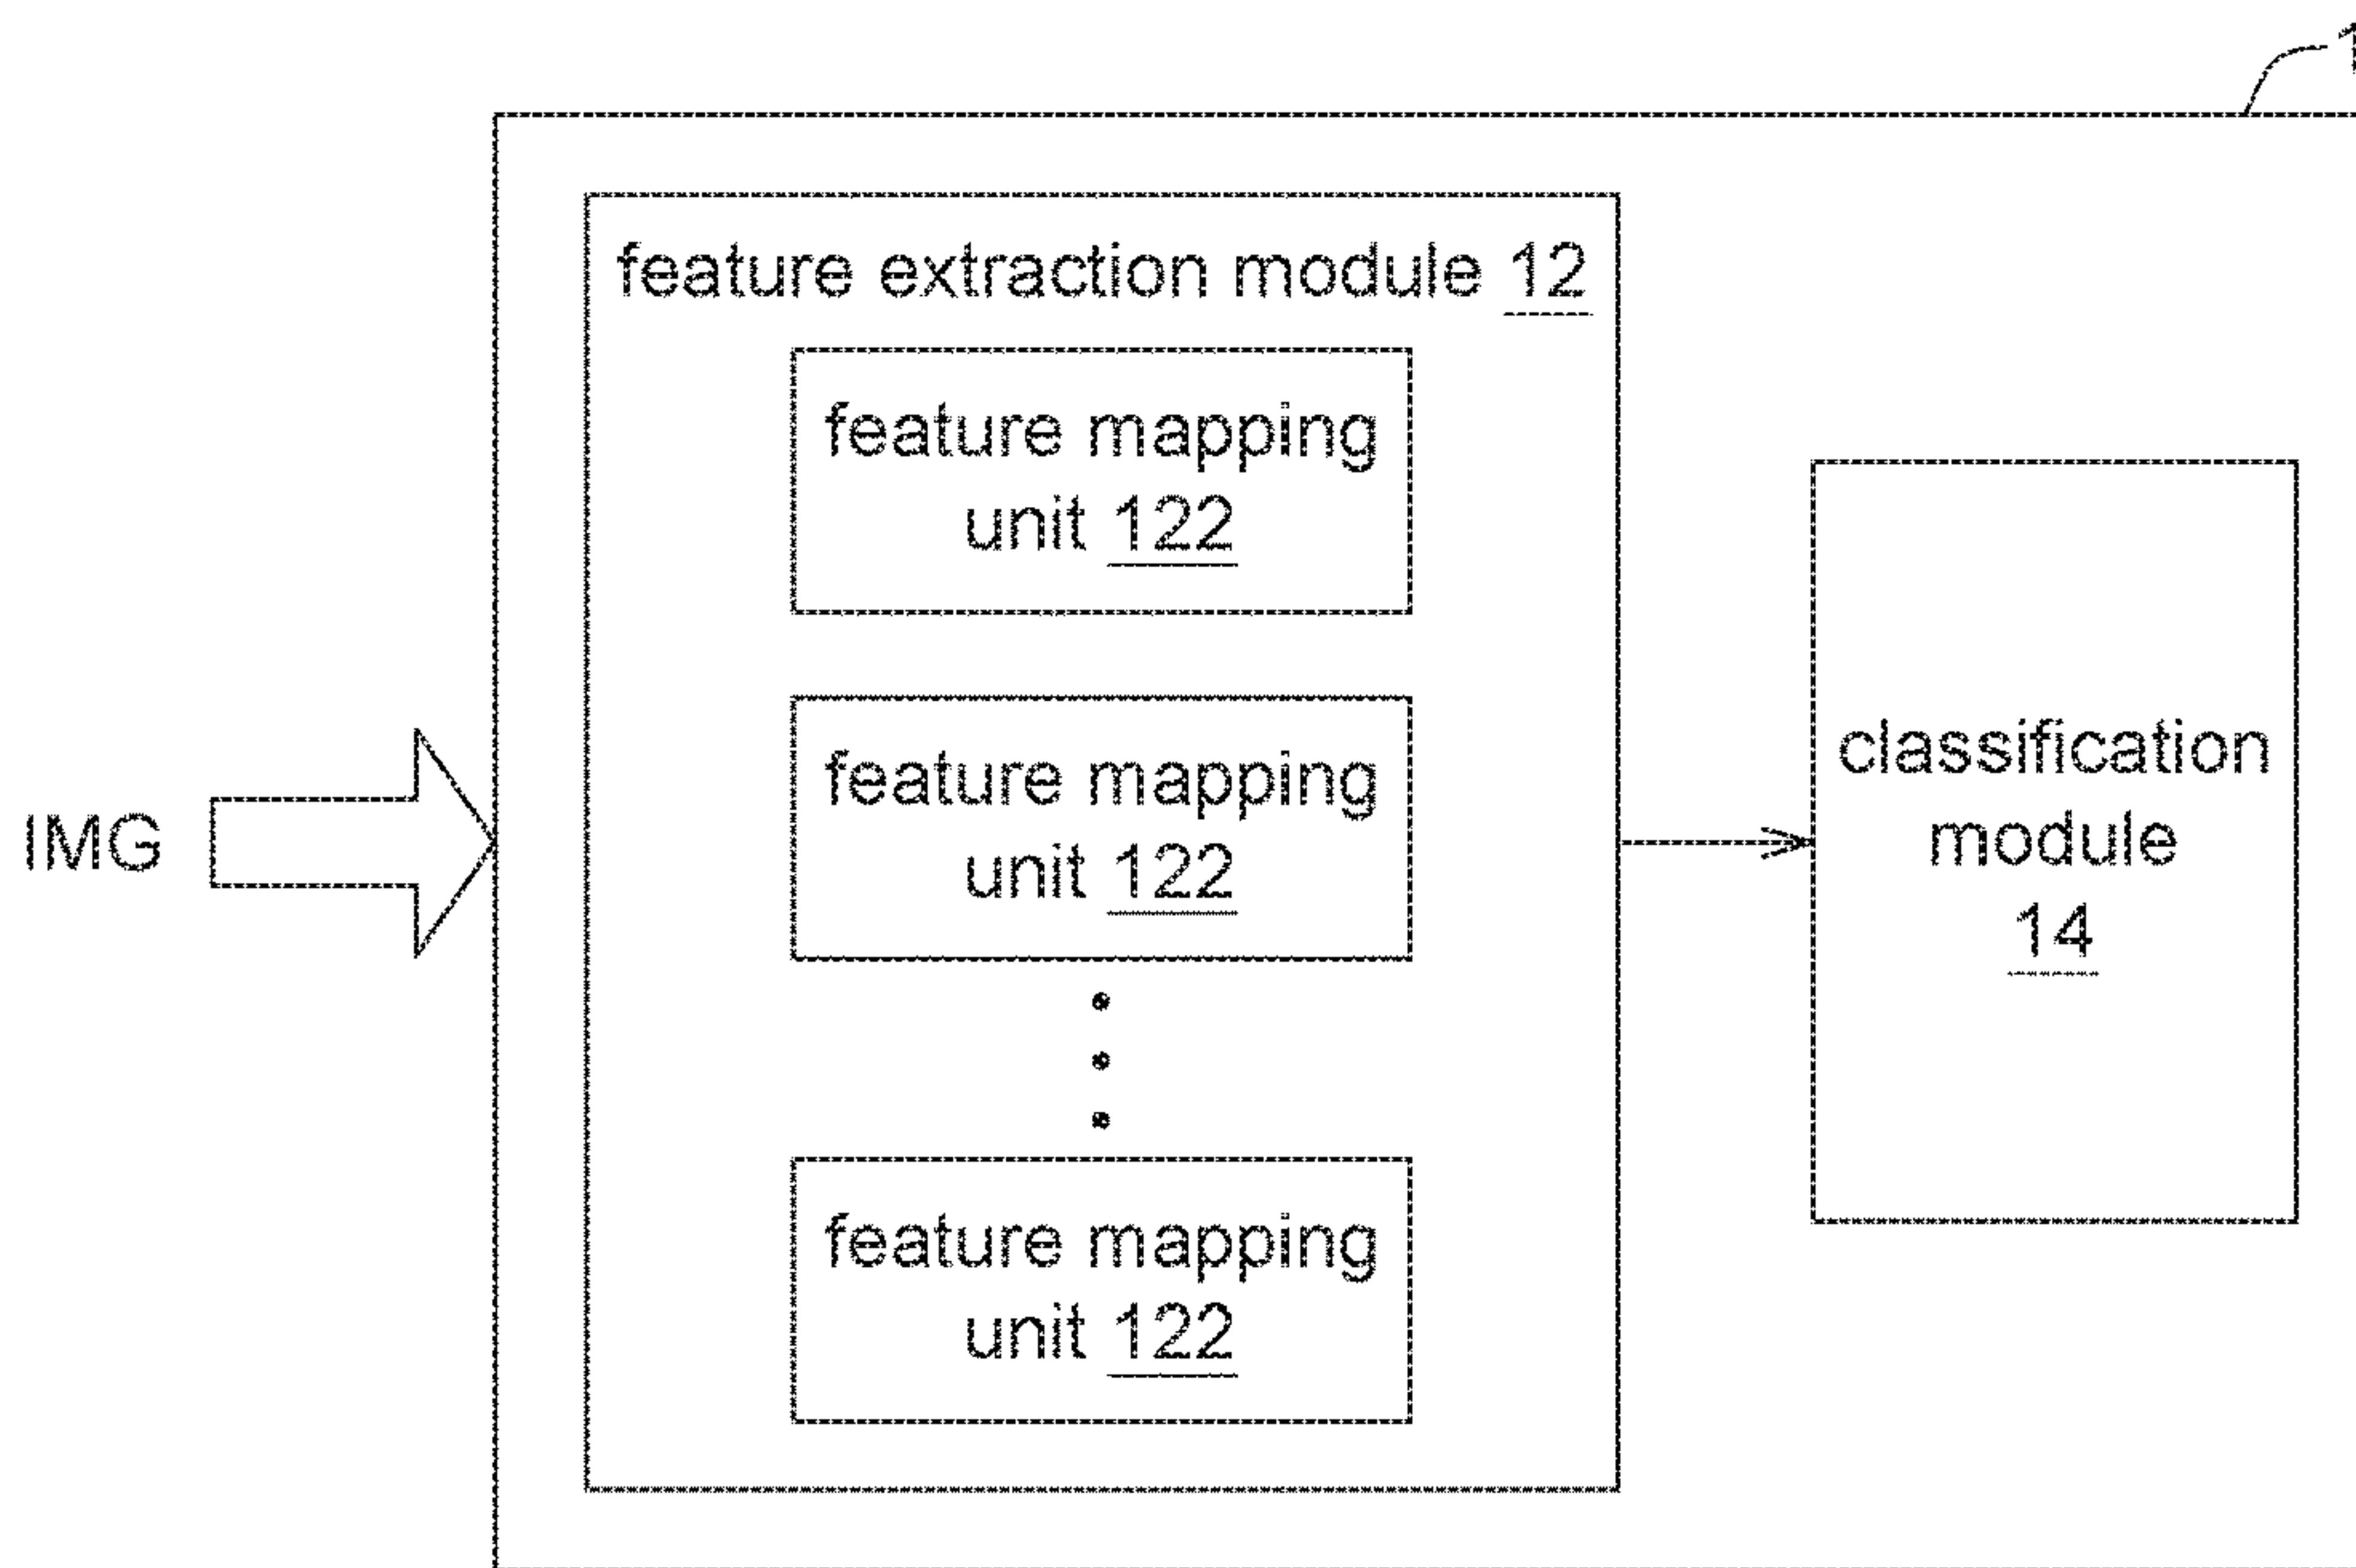 feature extraction module 12
feature mapping
unit 122
feature mapping
unit 122
IMG
feature mapping
unit 122
classification
module
14